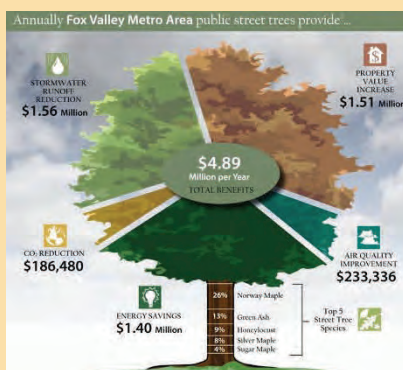 Annually Fox Valley Metro Area public street trees provide...
STORMWATER
RUNOFF
REDUCTION
$1.56 Million
PROPERTY
VALUE
INCREASE
$1.51 Million
$4.89
Million per Year
TOTAL BENEFITS
CO2 REDUCTION
$186,480
AIR QUALITY
IMPROVEMENT
$233,336
ENERGY SAVINGS
$1.40 Million
26% Norway Maple
13% Green Ash
9% Honeylocust
8% Silver Maple
4% Sugar Maple
Top 5
Street Tree
Species